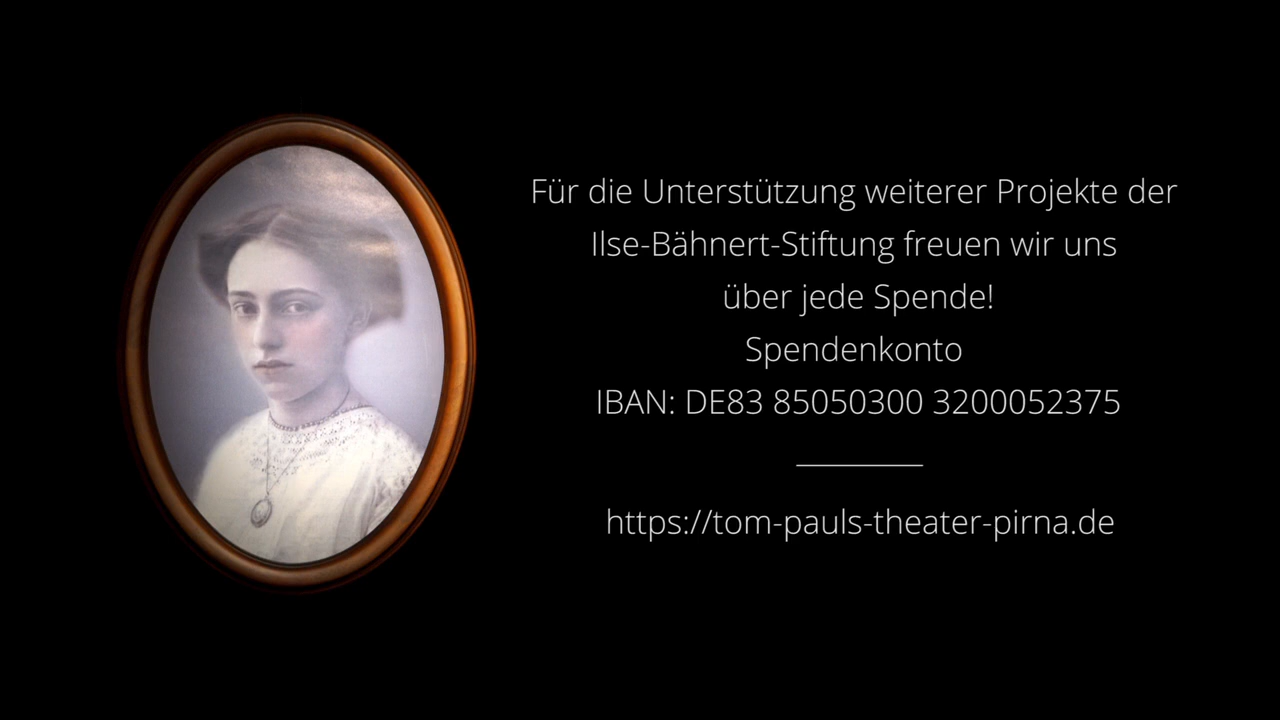 Für die Unterstützung weiterer Projekte der
Ilse-Bähnert-Stiftung freuen wir uns
über jede Spende!
Spendenkonto
IBAN: DE83 85050300 3200052375
https://tom-pauls-theater-pirna.de